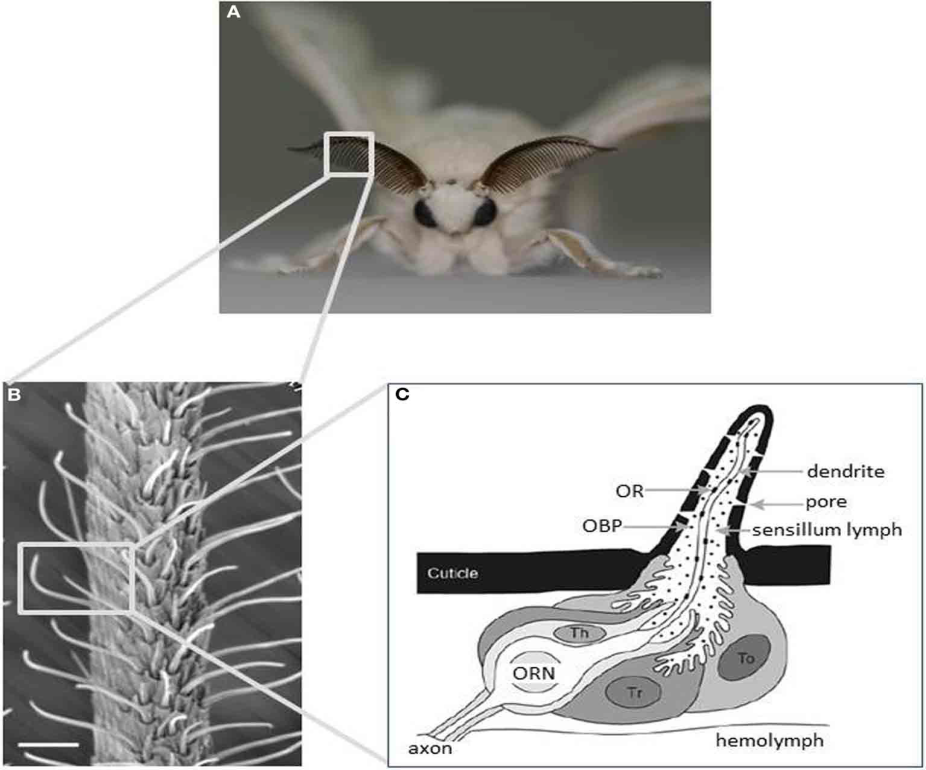 A
B
C
dendrite
OR
pore
OBP
sensillum lymph
Cuticle
Th
To
ORN
Tr
axon
hemolymph